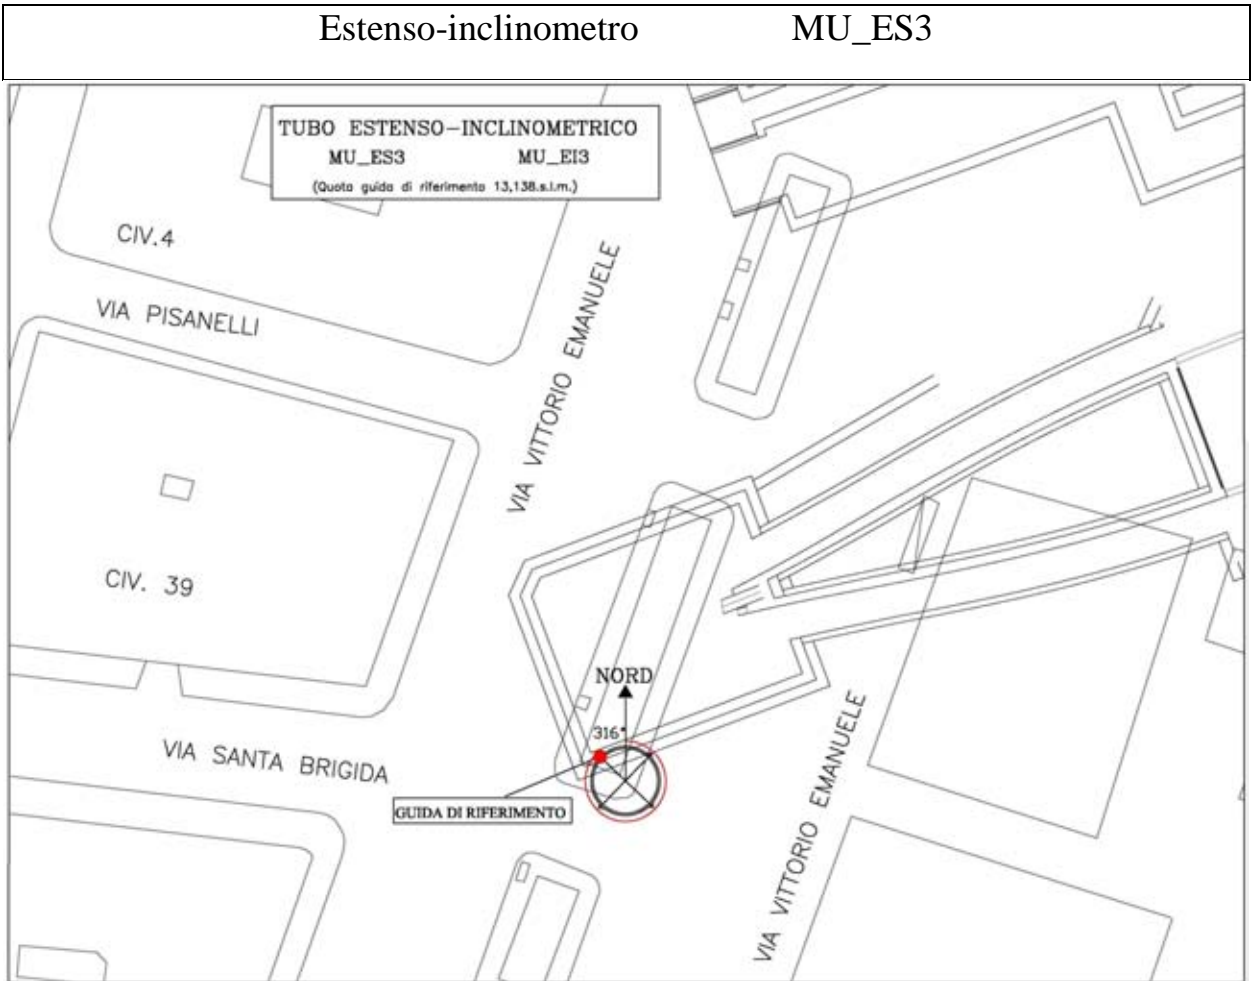 Estenso-inclinometro MU_ES3
TUBO ESTENSO-INCLINOMETRICO
MU_ES3 MU_EI3
(Quota guida di riferimento 13,138.s.l.m.)
CIV.4
VIA PISANELLI
VIA VITTORIO EMANUELE
CIV. 39
NORD
316°
VIA SANTA BRIGIDA
GUIDA DI RIFERIMENTO
VIA VITTORIO EMANUELE